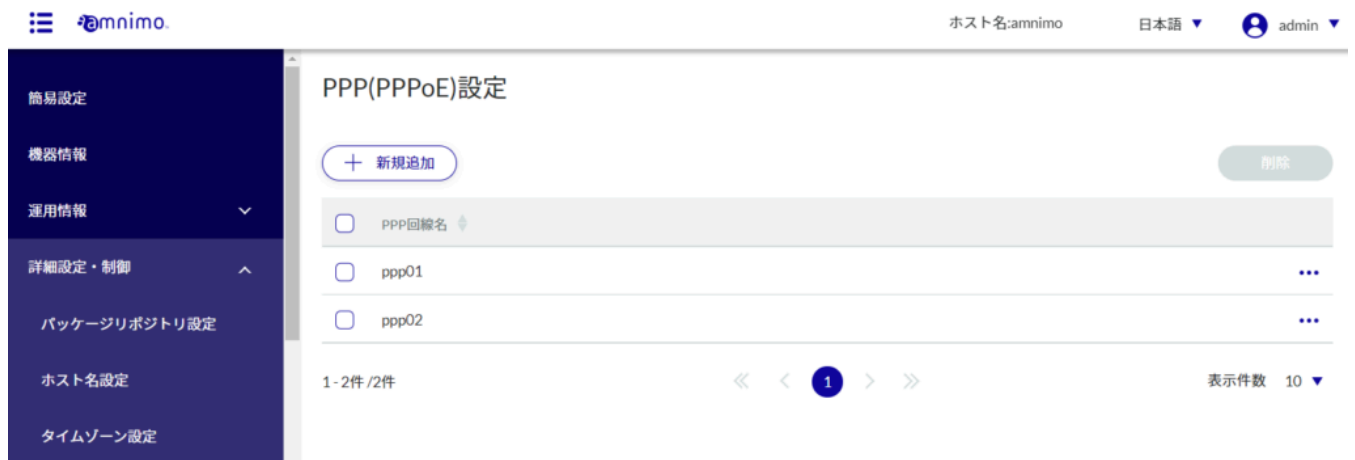 amnimo.
ホスト名:amnimo
日本語 ▼
admin ▼
簡易設定
機器情報
運用情報
詳細設定・制御
パッケージリポジトリ設定
ホスト名設定
タイムゾーン設定
PPP(PPPoE)設定
+ 新規追加
削除
PPP回線名
ppp01
ppp02
1 - 2件 /2件
1
表示件数 10 ▼